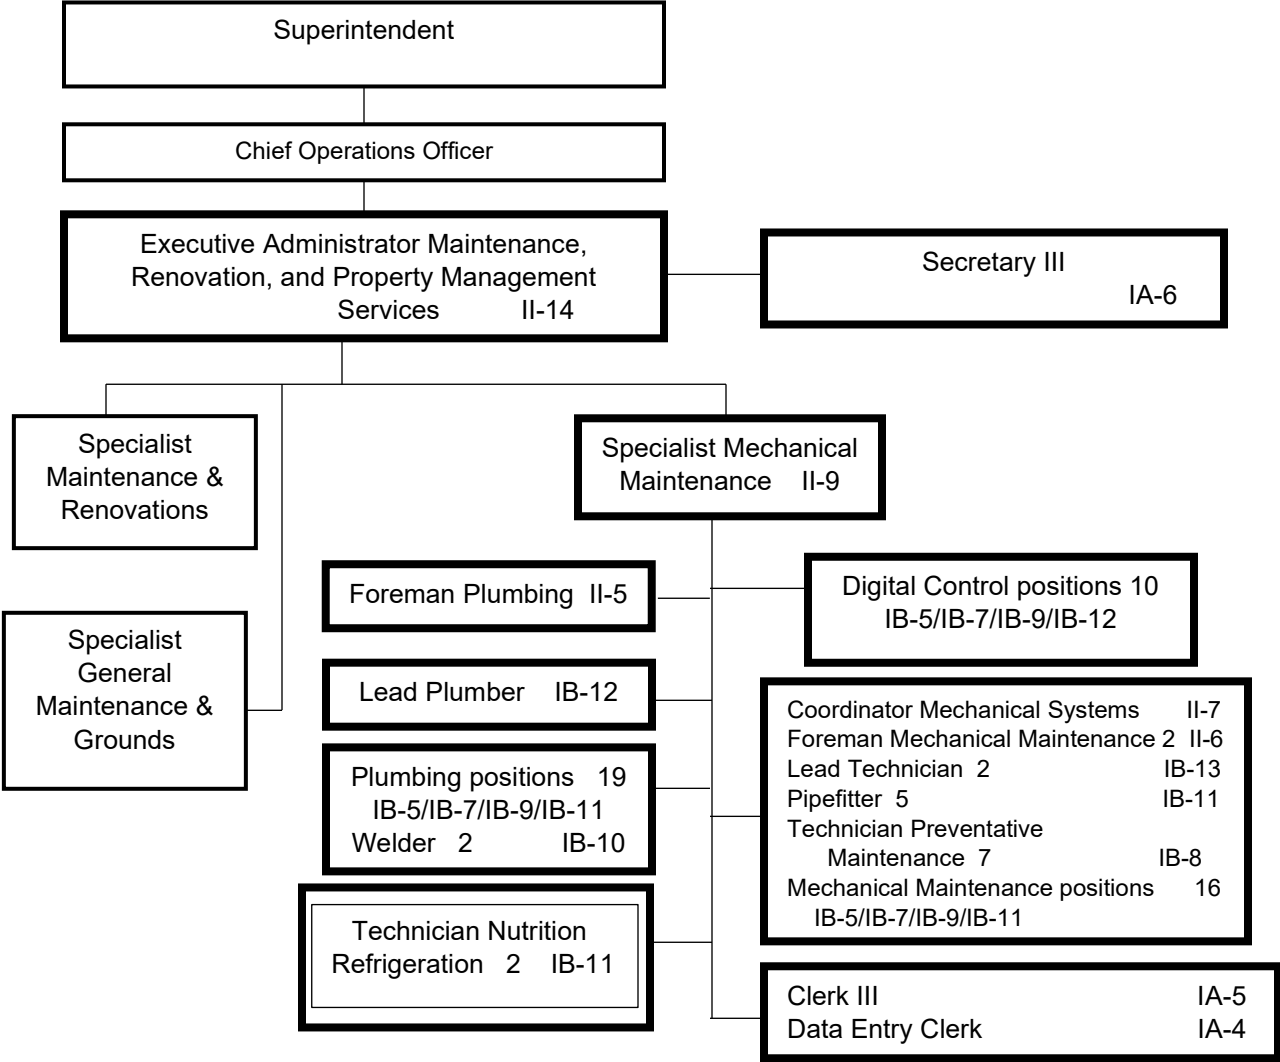 Superintendent
Chief Operations Officer
Executive Administrator Maintenance,
Renovation, and Property Management
Services II-14
Secretary III
IA-6
Specialist
Maintenance &
Renovations
Specialist Mechanical
Maintenance II-9
Specialist
General
Maintenance &
Grounds
Foreman Plumbing II-5
Digital Control positions 10
IB-5/IB-7/IB-9/IB-12
Lead Plumber IB-12
Plumbing positions 19
IB-5/IB-7/IB-9/IB-11
Welder 2 IB-10
Coordinator Mechanical Systems II-7
Foreman Mechanical Maintenance 2 II-6
Lead Technician 2 IB-13
Pipefitter 5 IB-11
Technician Preventative
Maintenance 7 IB-8
Mechanical Maintenance positions 16
IB-5/IB-7/IB-9/IB-11
Technician Nutrition
Refrigeration 2 IB-11
Clerk III IA-5
Data Entry Clerk IA-4